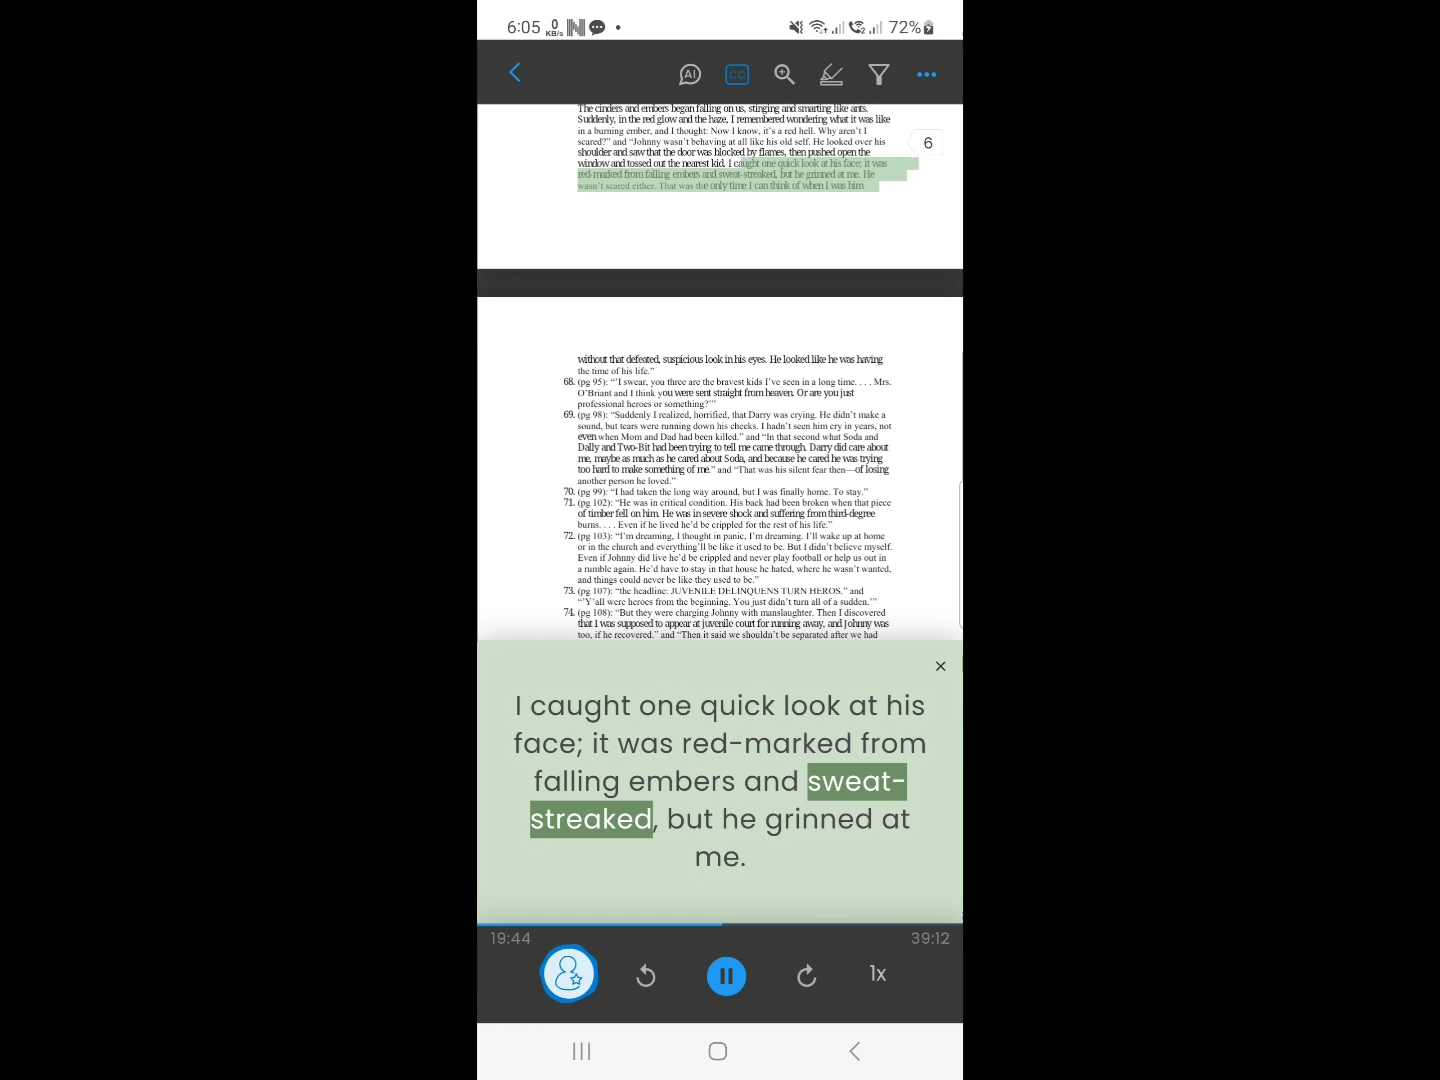 6:05 0 KB/s 72%
AI CC
The cinders and embers began falling on us, stinging and smarting like ants.
Suddenly, in the red glow and the haze, I remembered wondering what it was like
in a burning ember, and I thought: Now I know, it's a red hell. Why aren't I
scared?” and “Johnny wasn't behaving at all like his old self. He looked over his
6
shoulder and saw that the door was blocked by flames, then pushed open the
window and tossed out the nearest kid. I caught one quick look at his face; it was
red-marked from falling embers and sweat-streaked, but he grinned at me. He
wasn't scared either. That was the only time I can think of when I was him
without that defeated, suspicious look in his eyes. He looked like he was having
the time of his life.”
68. (pg 95): “'I swear, you three are the bravest kids I've seen in a long time. . . . Mrs.
O'Briant and I think you were sent straight from heaven. Or are you just
professional heroes or something?'”
69. (pg 98): “Suddenly I realized, horrified, that Darry was crying. He didn't make a
sound, but tears were running down his cheeks. I hadn't seen him cry in years, not
even when Mom and Dad had been killed.” and “In that second what Soda and
Dally and Two-Bit had been trying to tell me came through. Darry did care about
me, maybe as much as he cared about Soda, and because he cared he was trying
too hard to make something of me.” and “That was his silent fear then—of losing
another person he loved.”
70. (pg 99): “I had taken the long way around, but I was finally home. To stay.”
71. (pg 102): “He was in critical condition. His back had been broken when that piece
of timber fell on him. He was in severe shock and suffering from third-degree
burns. . . . Even if he lived he'd be crippled for the rest of his life.”
72. (pg 103): “I'm dreaming, I thought in panic, I'm dreaming. I'll wake up at home
or in the church and everything'll be like it used to be. But I didn't believe myself.
Even if Johnny did live he'd be crippled and never play football or help us out in
a rumble again. He'd have to stay in that house he hated, where he wasn't wanted,
and things could never be like they used to be.”
73. (pg 107): “the headline: JUVENILE DELINQUENS TURN HEROS.” and
“'Y'all were heroes from the beginning. You just didn't turn all of a sudden.'”
74. (pg 108): “But they were charging Johnny with manslaughter. Then I discovered
that I was supposed to appear at juvenile court for running away, and Johnny was
too, if he recovered.” and “Then it said we shouldn't be separated after we had
I caught one quick look at his
face; it was red-marked from
falling embers and sweat-
streaked, but he grinned at
me.
19:44 39:12
1x